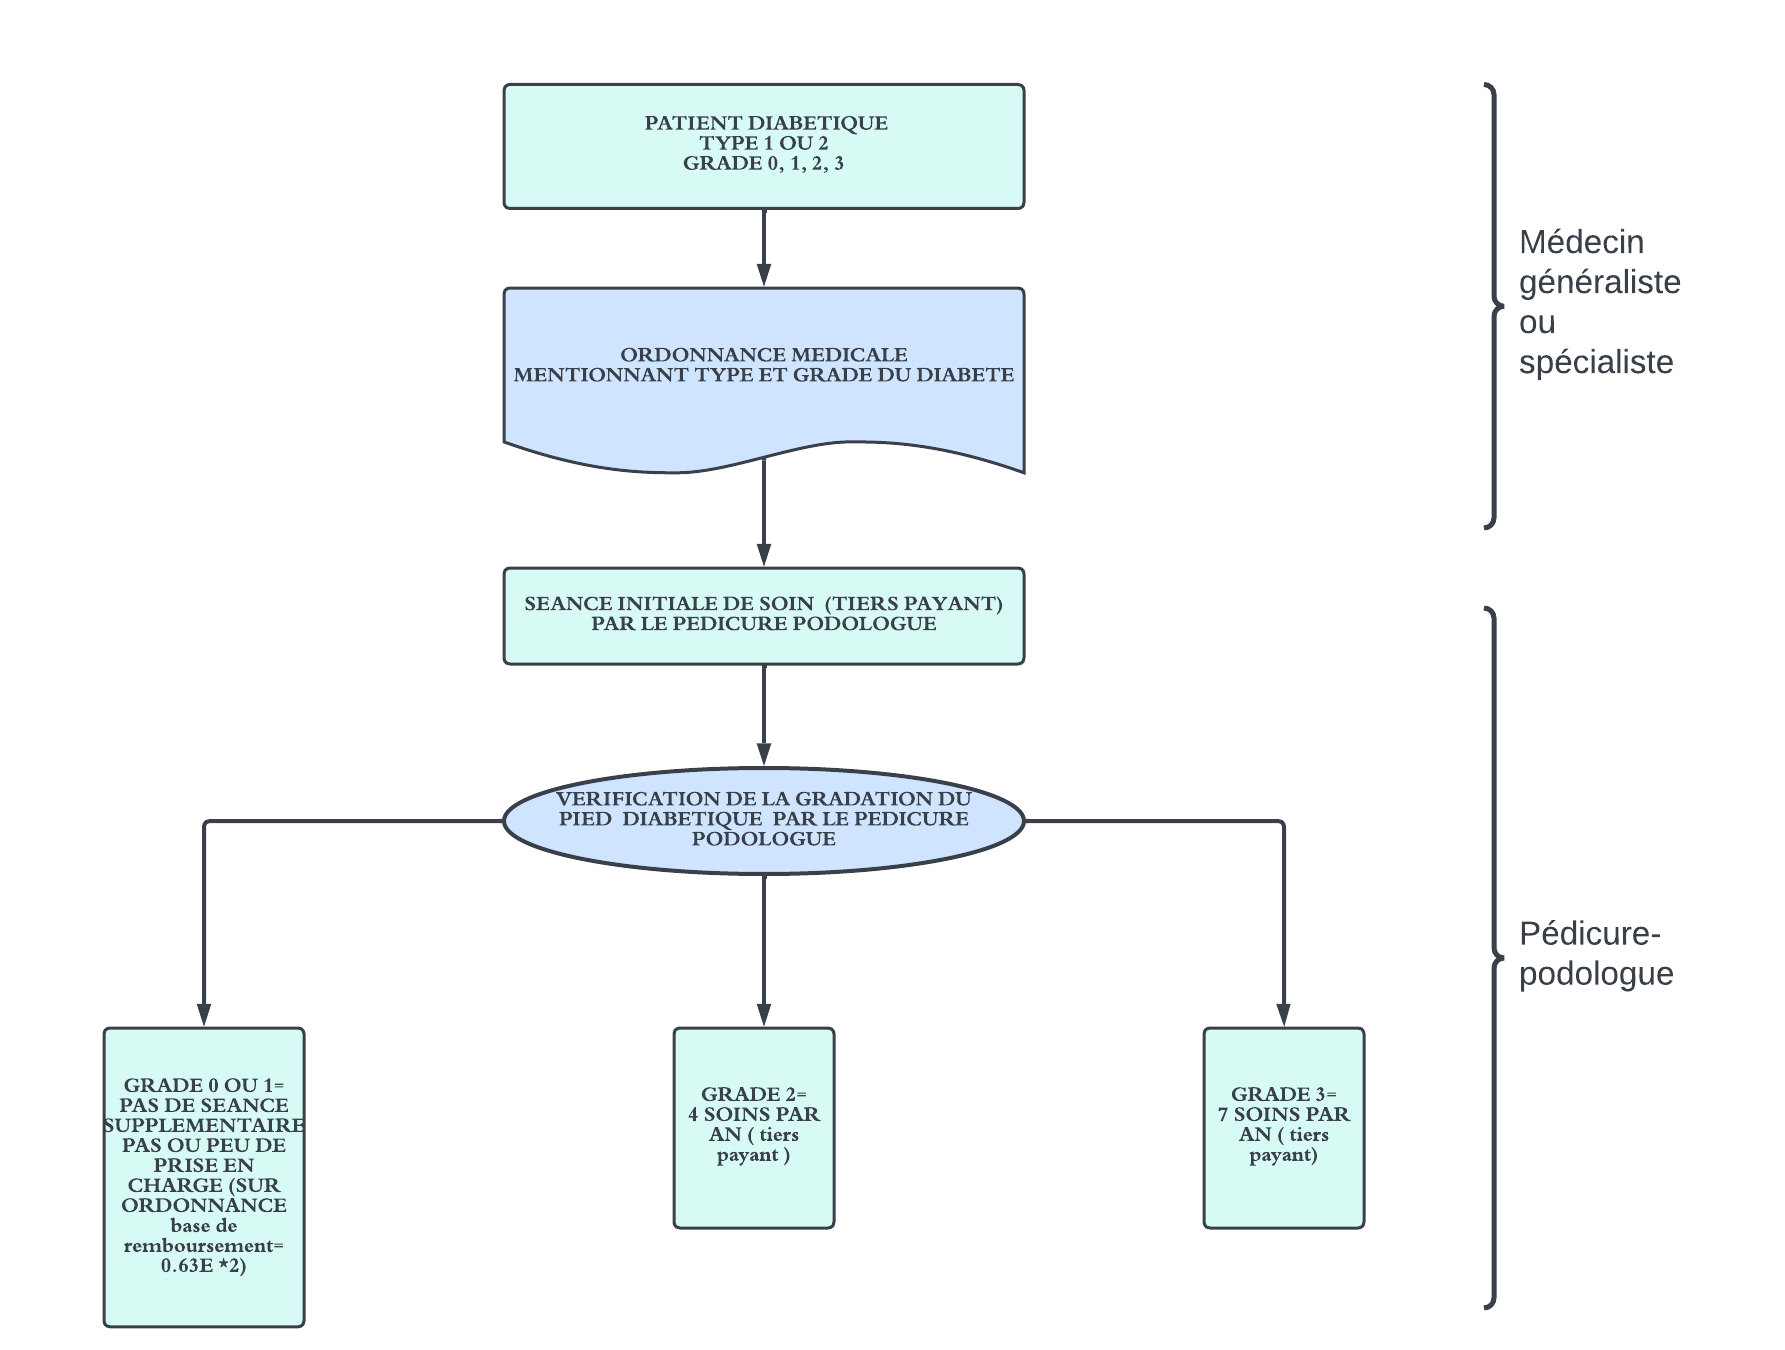 PATIENT DIABETIQUE
TYPE 1 OU 2
GRADE 0, 1, 2, 3
Médecin
généraliste
ou
spécialiste
ORDONNANCE MEDICALE
MENTIONNANT TYPE ET GRADE DU DIABETE
SEANCE INITIALE DE SOIN (TIERS PAYANT)
PAR LE PEDICURE PODOLOGUE
VERIFICATION DE LA GRADATION DU
PIED DIABETIQUE PAR LE PEDICURE
PODOLOGUE
Pédicure-
podologue
GRADE 0 OU 1=
PAS DE SEANCE
SUPPLEMENTAIRE
PAS OU PEU DE
PRISE EN
CHARGE (SUR
ORDONNANCE
base de
remboursement=
0.63E *2)
GRADE 2=
4 SOINS PAR
AN ( tiers
payant )
GRADE 3=
7 SOINS PAR
AN ( tiers
payant)